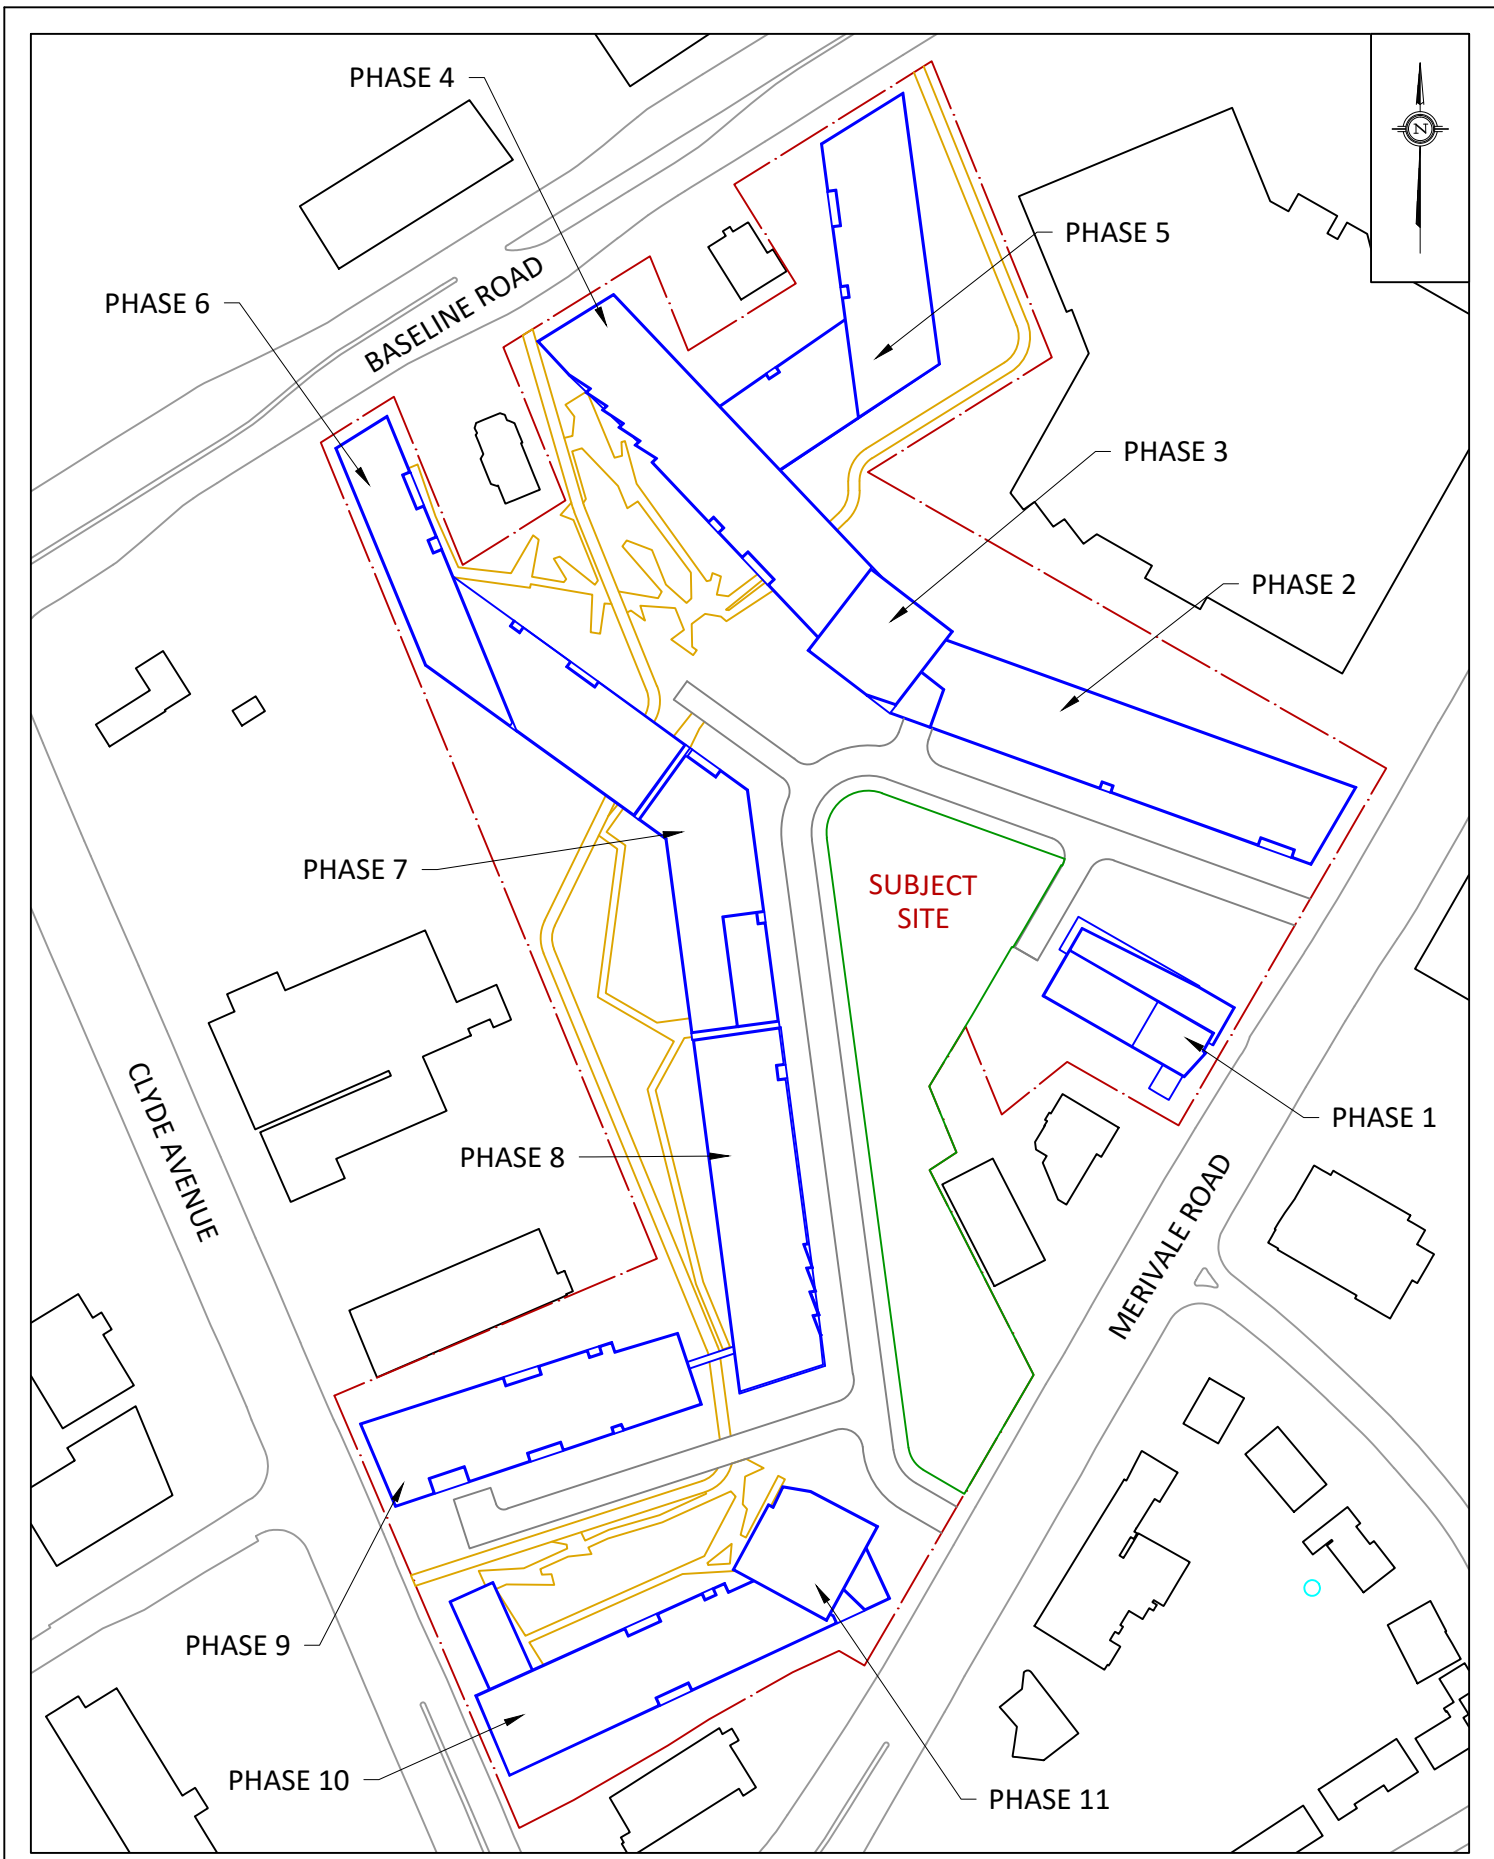 PHASE 4
N
PHASE 5
BASELINE ROAD
PHASE 6
PHASE 3
PHASE 2
PHASE 7
SUBJECT
SITE
CLYDE AVENUE
PHASE 1
PHASE 8
MERIVALE ROAD
PHASE 9
PHASE 10
PHASE 11